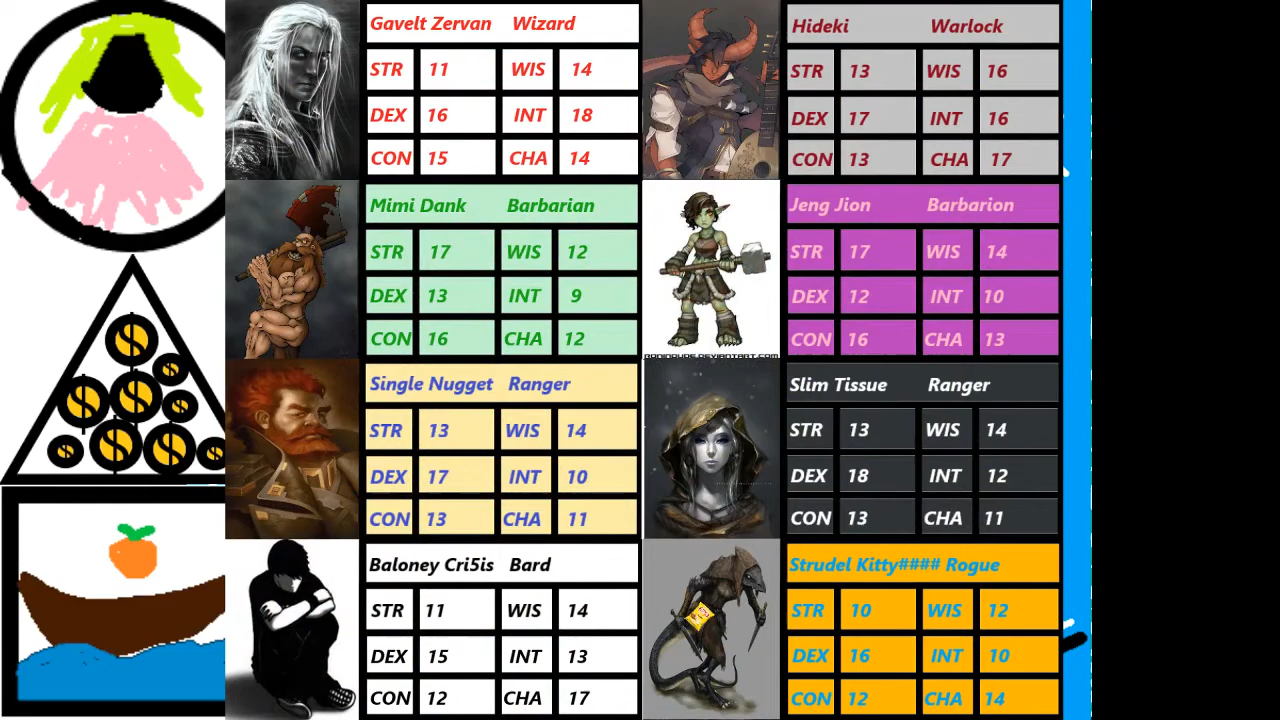 Gavelt Zervan Wizard
STR 11 WIS 14
DEX 16 INT 18
CON 15 CHA 14
Hideki Warlock
STR 13 WIS 16
DEX 17 INT 16
CON 13 CHA 17
Mimi Dank Barbarian
STR 17 WIS 12
DEX 13 INT 9
CON 16 CHA 12
Jeng Jion Barbarion
STR 17 WIS 14
DEX 12 INT 10
CON 16 CHA 13
Single Nugget Ranger
STR 13 WIS 14
DEX 17 INT 10
CON 13 CHA 11
Slim Tissue Ranger
STR 13 WIS 14
DEX 18 INT 12
CON 13 CHA 11
Baloney Cri5is Bard
STR 11 WIS 14
DEX 15 INT 13
CON 12 CHA 17
Strudel Kitty#### Rogue
STR 10 WIS 12
DEX 16 INT 10
CON 12 CHA 14
$ $ $ $ $ $ $ $ $